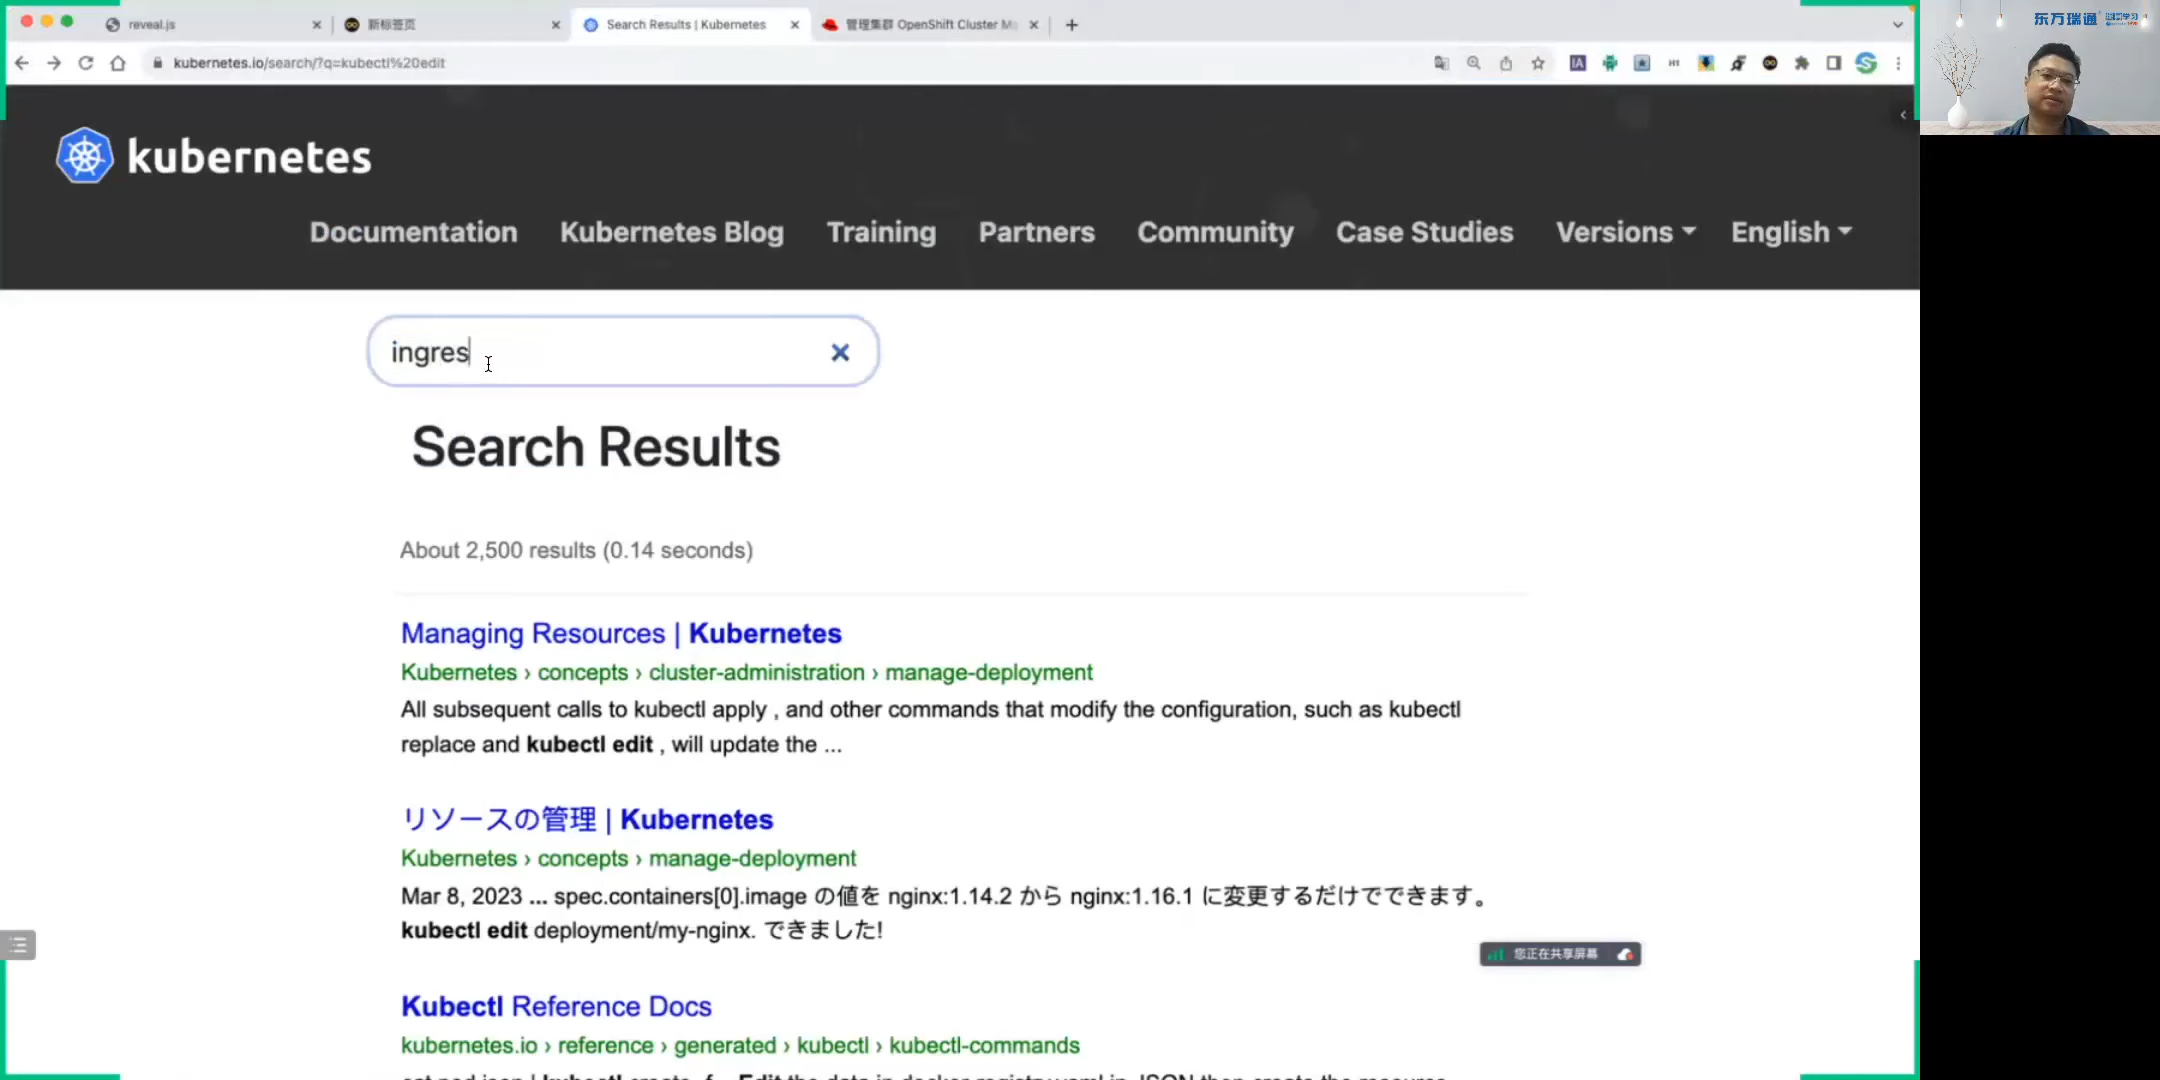 reveal.js
新标签页
Search Results | Kubernetes
管理集群 OpenShift Cluster Ma
kubernetes.io/search/?q=kubectl%20edit
东方瑞通
kubernetes
Documentation
Kubernetes Blog
Training
Partners
Community
Case Studies
Versions
English
ingres
Search Results
About 2,500 results (0.14 seconds)
Managing Resources | Kubernetes
Kubernetes › concepts › cluster-administration › manage-deployment
All subsequent calls to kubectl apply , and other commands that modify the configuration, such as kubectl
replace and kubectl edit , will update the ...
リソースの管理 | Kubernetes
Kubernetes › concepts › manage-deployment
Mar 8, 2023 ... spec.containers[0].image の値を nginx:1.14.2 から nginx:1.16.1 に変更するだけでできます。
kubectl edit deployment/my-nginx. できました!
您正在共享屏幕
Kubectl Reference Docs
kubernetes.io › reference › generated › kubectl › kubectl-commands